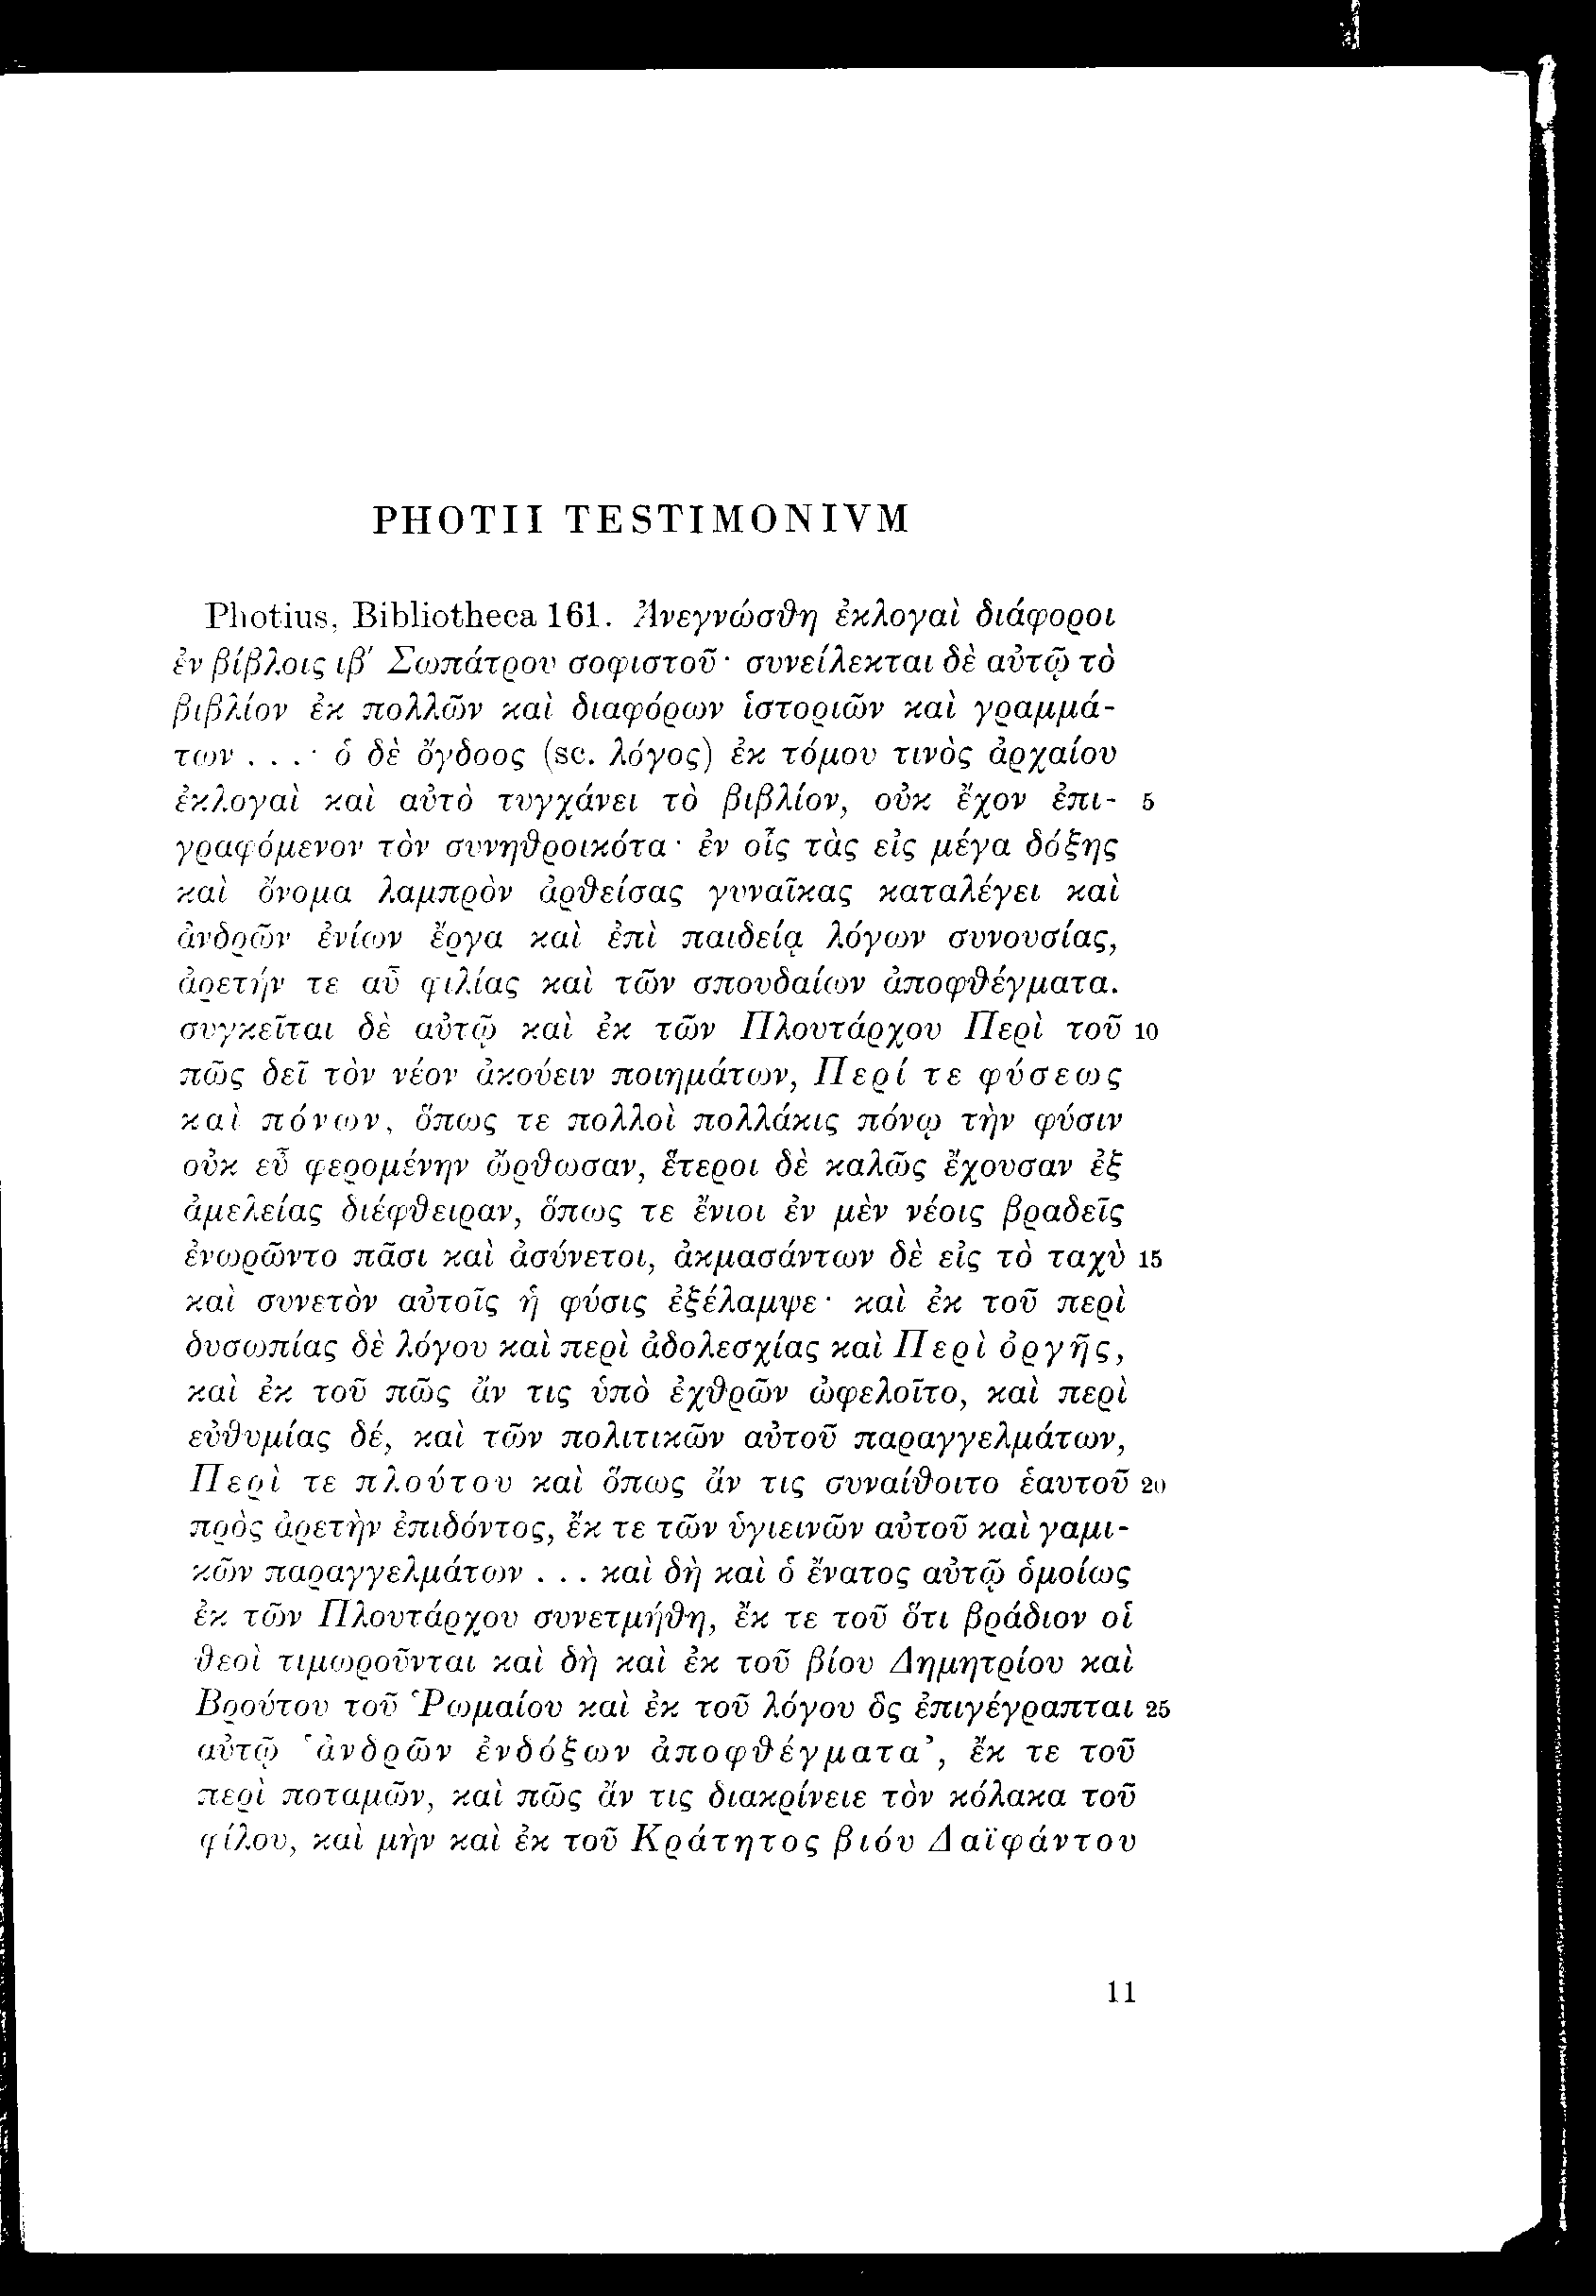 PHOTII TESTIMONIVM
Photius, Bibliotheca 161. Ἀνεγνώσθη ἐκλογαὶ διάφοροι
ἐν βίβλοις ιβʹ Σωπάτρου σοφιστοῦ· συνείλεκται δὲ αὐτῷ τὸ
βιβλίον ἐκ πολλῶν καὶ διαφόρων ἱστοριῶν καὶ γραμμά-
των . . .· ὁ δὲ ὄγδοος (sc. λόγος) ἐκ τόμου τινὸς ἀρχαίου
ἐκλογαὶ καὶ αὐτὸ τυγχάνει τὸ βιβλίον, οὐκ ἔχον ἐπι- 5
γραφόμενον τὸν συνηθροικότα· ἐν οἷς τὰς εἰς μέγα δόξης
καὶ ὄνομα λαμπρὸν ἀρθείσας γυναῖκας καταλέγει καὶ
ἀνδρῶν ἐνίων ἔργα καὶ ἐπὶ παιδείᾳ λόγων συνουσίας,
ἀρετήν τε αὖ φιλίας καὶ τῶν σπουδαίων ἀποφθέγματα.
συγκεῖται δὲ αὐτῷ καὶ ἐκ τῶν Πλουτάρχου Περὶ τοῦ 10
πῶς δεῖ τὸν νέον ἀκούειν ποιημάτων, Περί τε φύσεως
καὶ πόνων, ὅπως τε πολλοὶ πολλάκις πόνῳ τὴν φύσιν
οὐκ εὖ φερομένην ὤρθωσαν, ἕτεροι δὲ καλῶς ἔχουσαν ἐξ
ἀμελείας διέφθειραν, ὅπως τε ἔνιοι ἐν μὲν νέοις βραδεῖς
ἐνωρῶντο πᾶσι καὶ ἀσύνετοι, ἀκμασάντων δὲ εἰς τὸ ταχὺ 15
καὶ συνετὸν αὐτοῖς ἡ φύσις ἐξέλαμψε· καὶ ἐκ τοῦ περὶ
δυσωπίας δὲ λόγου καὶ περὶ ἀδολεσχίας καὶ Περὶ ὀργῆς,
καὶ ἐκ τοῦ πῶς ἄν τις ὑπὸ ἐχθρῶν ὠφελοῖτο, καὶ περὶ
εὐθυμίας δέ, καὶ τῶν πολιτικῶν αὐτοῦ παραγγελμάτων,
Περὶ τε πλούτου καὶ ὅπως ἄν τις συναίθοιτο ἑαυτοῦ 20
πρὸς ἀρετὴν ἐπιδόντος, ἔκ τε τῶν ὑγιεινῶν αὐτοῦ καὶ γαμι-
κῶν παραγγελμάτων . . . καὶ δὴ καὶ ὁ ἔνατος αὐτῷ ὁμοίως
ἐκ τῶν Πλουτάρχου συνετμήθη, ἔκ τε τοῦ ὅτι βράδιον οἱ
θεοὶ τιμωροῦνται καὶ δὴ καὶ ἐκ τοῦ βίου Δημητρίου καὶ
Βρούτου τοῦ Ῥωμαίου καὶ ἐκ τοῦ λόγου ὃς ἐπιγέγραπται 25
αὐτῷ ‘ἀνδρῶν ἐνδόξων ἀποφθέγματα’, ἔκ τε τοῦ
περὶ ποταμῶν, καὶ πῶς ἄν τις διακρίνειε τὸν κόλακα τοῦ
φίλου, καὶ μὴν καὶ ἐκ τοῦ Κράτητος βιόυ Δαϊφάντου
11